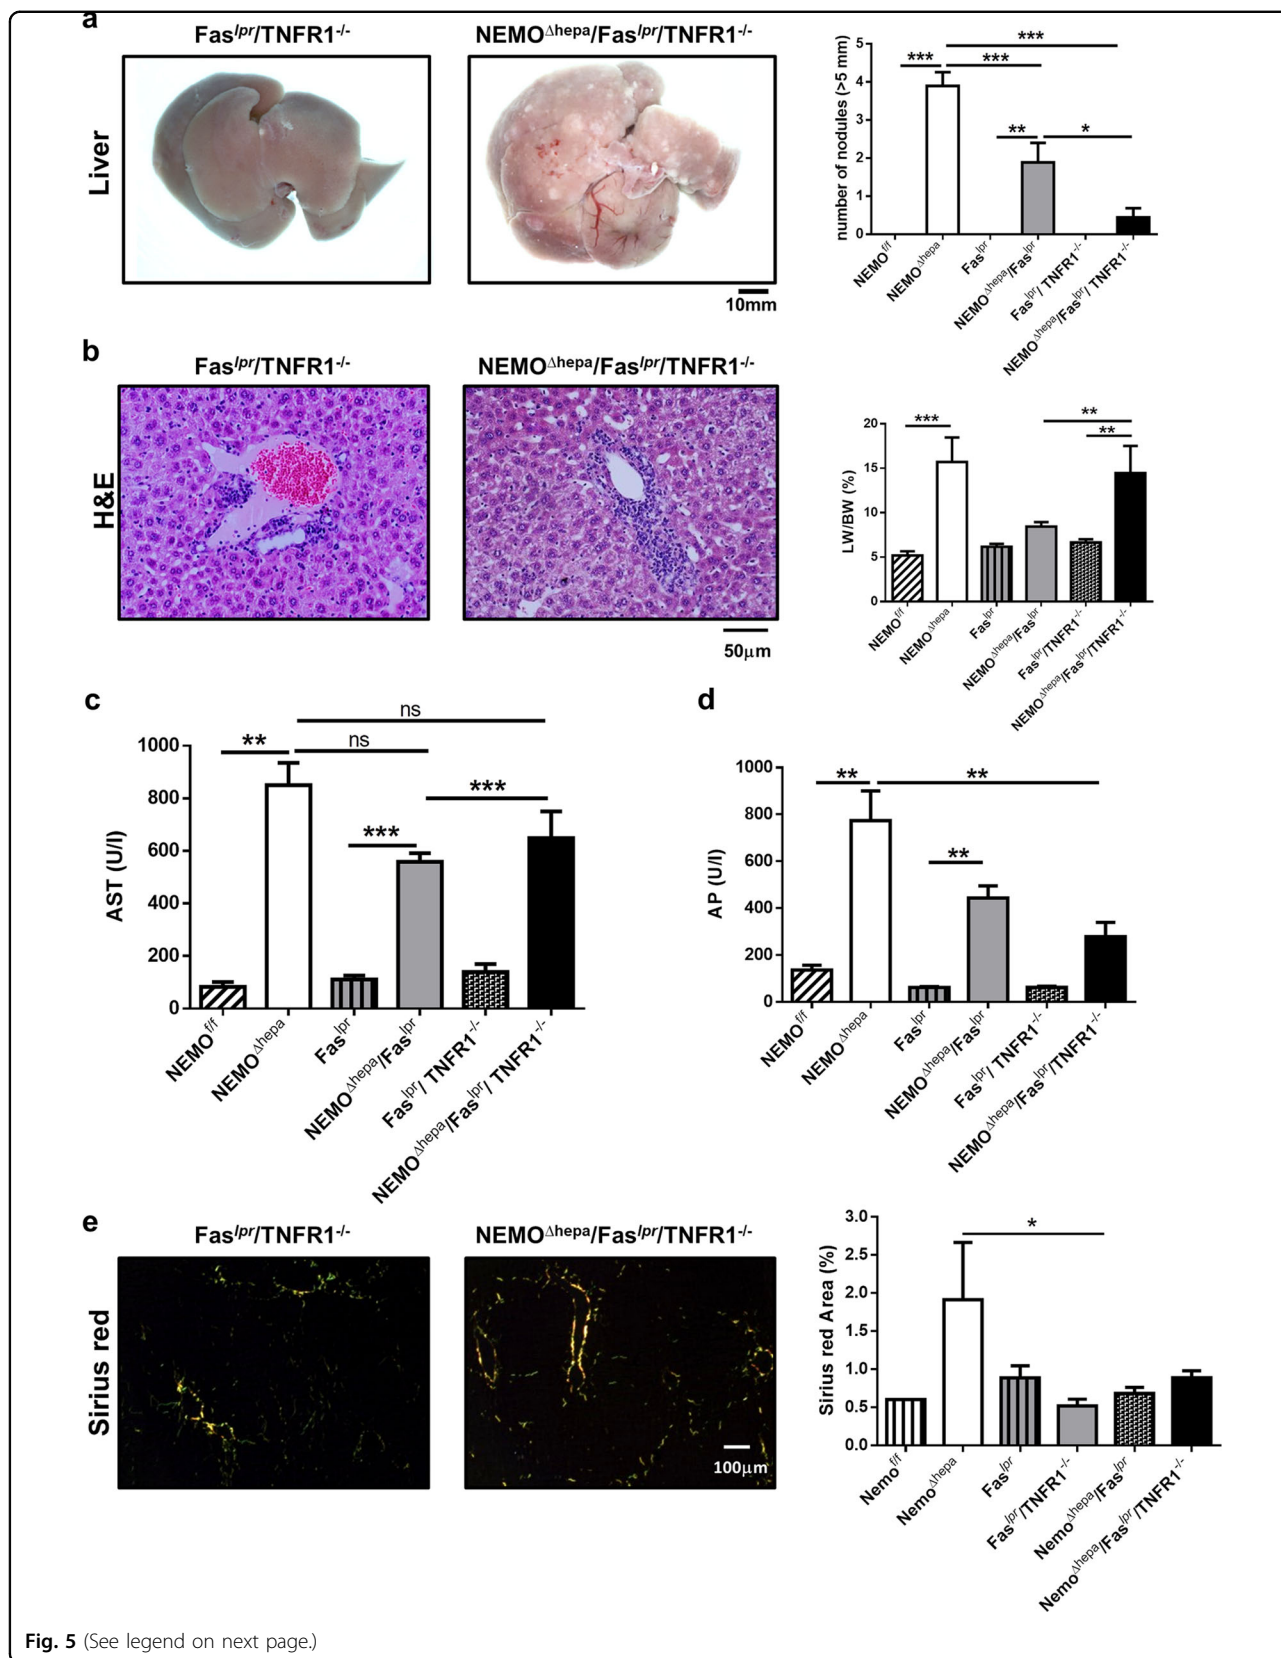 a
Fas^lpr/TNFR1^-/-
NEMO^Δhepa/Fas^lpr/TNFR1^-/-
Liver
10mm
number of nodules (>5 mm)
5
4
3
2
1
0
***
***
***
**
*
NEMO^f/f
NEMO^Δhepa
Fas^lpr
NEMO^Δhepa/Fas^lpr
Fas^lpr/ TNFR1^-/-
NEMO^Δhepa/Fas^lpr/ TNFR1^-/-
b
Fas^lpr/TNFR1^-/-
NEMO^Δhepa/Fas^lpr/TNFR1^-/-
H&E
50μm
LW/BW (%)
20
15
10
5
0
***
**
**
NEMO^f/f
NEMO^Δhepa
Fas^lpr
NEMO^Δhepa/Fas^lpr
Fas^lpr/TNFR1^-/-
NEMO^Δhepa/Fas^lpr/TNFR1^-/-
c
AST (U/l)
1000
800
600
400
200
0
ns
ns
**
***
***
NEMO^f/f
NEMO^Δhepa
Fas^lpr
NEMO^Δhepa/Fas^lpr
Fas^lpr/ TNFR1^-/-
NEMO^Δhepa/Fas^lpr/ TNFR1^-/-
d
AP (U/l)
1000
800
600
400
200
0
**
**
**
NEMO^f/f
NEMO^Δhepa
Fas^lpr
NEMO^Δhepa/Fas^lpr
Fas^lpr/ TNFR1^-/-
NEMO^Δhepa/Fas^lpr/TNFR1^-/-
e
Fas^lpr/TNFR1^-/-
NEMO^Δhepa/Fas^lpr/TNFR1^-/-
Sirius red
100μm
Sirius red Area (%)
3.0
2.5
2.0
1.5
1.0
0.5
0.0
*
Nemo^f/f
Nemo^Δhepa
Fas^lpr
Fas^lpr/TNFR1^-/-
Nemo^Δhepa/Fas^lpr
Nemo^Δhepa/Fas^lpr/TNFR1^-/-
Fig. 5 (See legend on next page.)